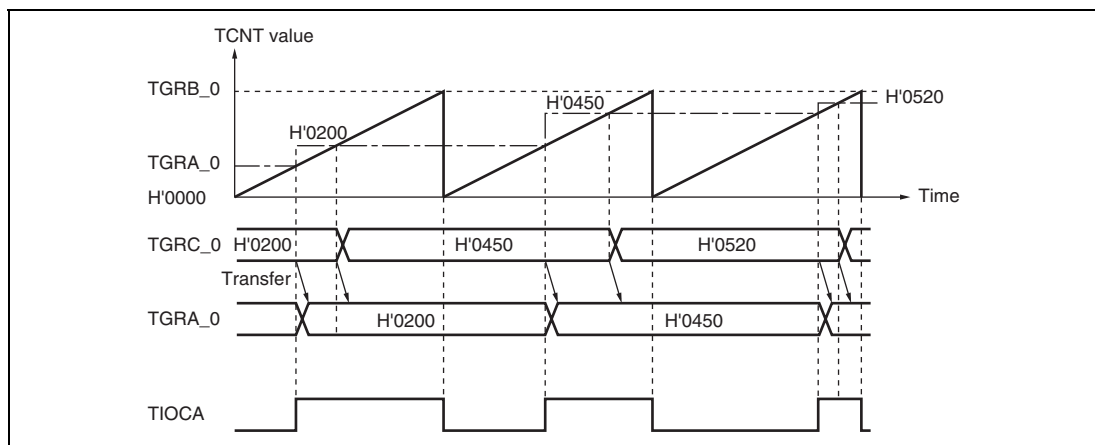 TCNT value
TGRB_0
H'0450
H'0520
H'0200
TGRA_0
H'0000
Time
TGRC_0
H'0200
H'0450
H'0520
Transfer
TGRA_0
H'0200
H'0450
TIOCA